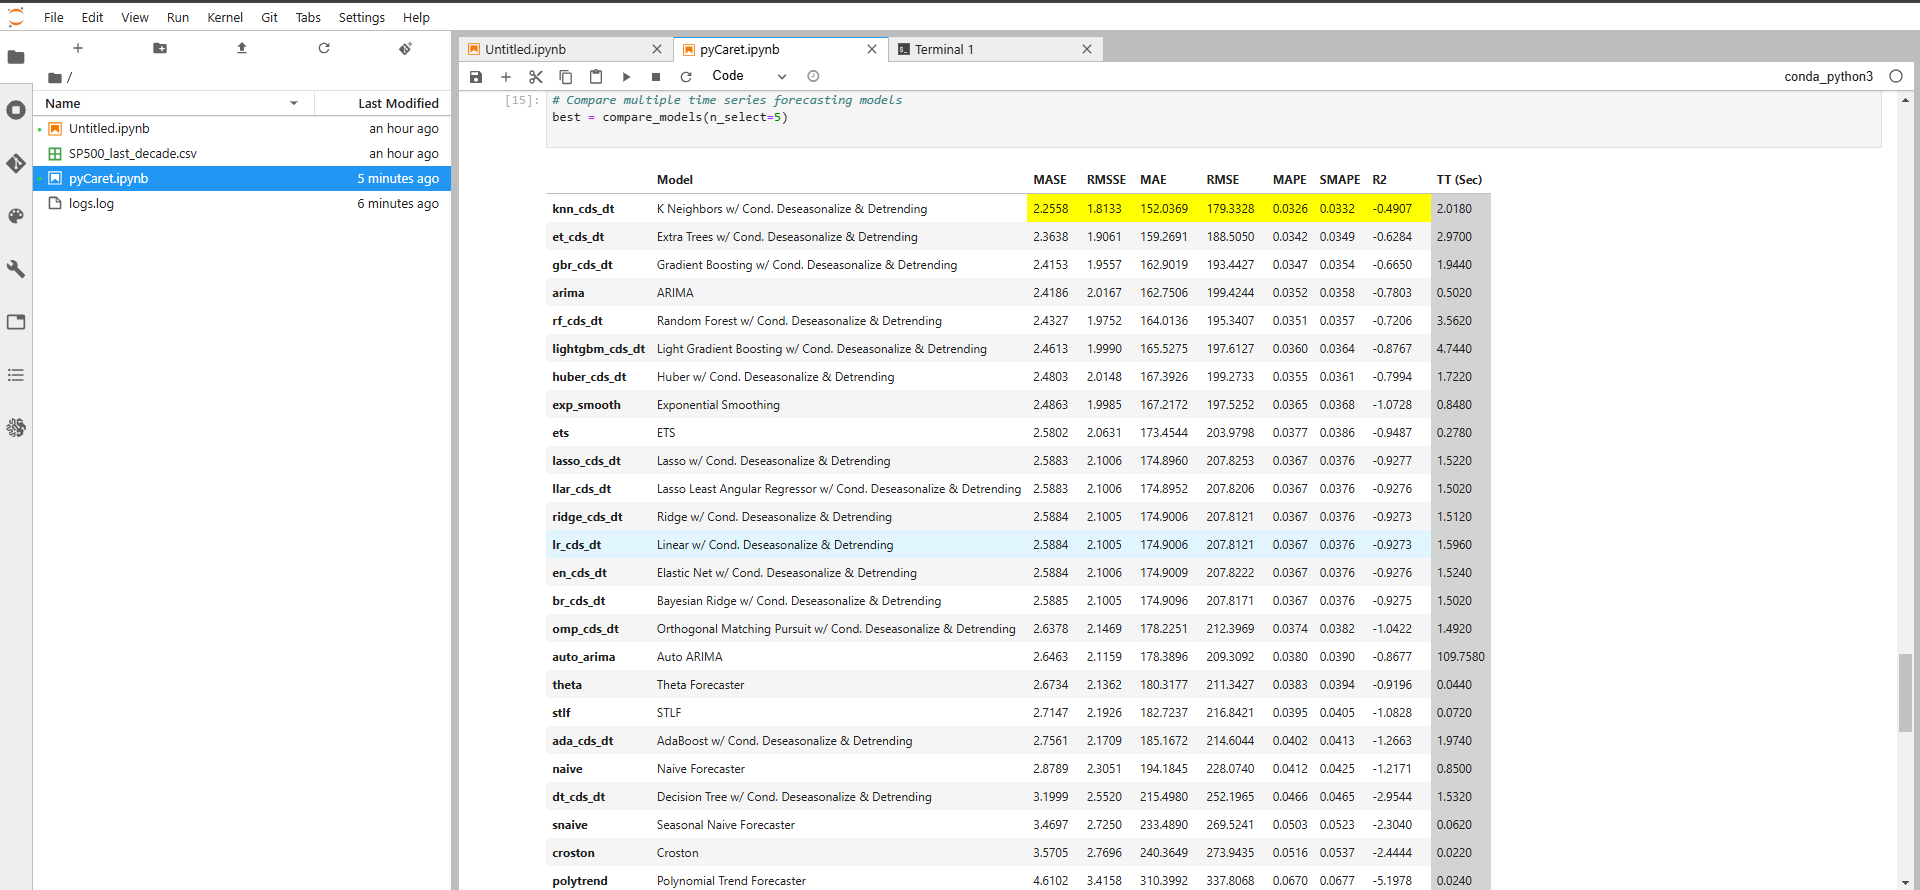 File Edit View Run Kernel Git Tabs Settings Help
Untitled.ipynb pyCaret.ipynb Terminal 1
/
Code conda_python3
Name Last Modified
Untitled.ipynb an hour ago
SP500_last_decade.csv an hour ago
pyCaret.ipynb 5 minutes ago
logs.log 6 minutes ago
[15]: # Compare multiple time series forecasting models
best = compare_models(n_select=5)
Model MASE RMSSE MAE RMSE MAPE SMAPE R2 TT (Sec)
knn_cds_dt K Neighbors w/ Cond. Deseasonalize & Detrending 2.2558 1.8133 152.0369 179.3328 0.0326 0.0332 -0.4907 2.0180
et_cds_dt Extra Trees w/ Cond. Deseasonalize & Detrending 2.3638 1.9061 159.2691 188.5050 0.0342 0.0349 -0.6284 2.9700
gbr_cds_dt Gradient Boosting w/ Cond. Deseasonalize & Detrending 2.4153 1.9557 162.9019 193.4427 0.0347 0.0354 -0.6650 1.9440
arima ARIMA 2.4186 2.0167 162.7506 199.4244 0.0352 0.0358 -0.7803 0.5020
rf_cds_dt Random Forest w/ Cond. Deseasonalize & Detrending 2.4327 1.9752 164.0136 195.3407 0.0351 0.0357 -0.7206 3.5620
lightgbm_cds_dt Light Gradient Boosting w/ Cond. Deseasonalize & Detrending 2.4613 1.9990 165.5275 197.6127 0.0360 0.0364 -0.8767 4.7440
huber_cds_dt Huber w/ Cond. Deseasonalize & Detrending 2.4803 2.0148 167.3926 199.2733 0.0355 0.0361 -0.7994 1.7220
exp_smooth Exponential Smoothing 2.4863 1.9985 167.2172 197.5252 0.0365 0.0368 -1.0728 0.8480
ets ETS 2.5802 2.0631 173.4544 203.9798 0.0377 0.0386 -0.9487 0.2780
lasso_cds_dt Lasso w/ Cond. Deseasonalize & Detrending 2.5883 2.1006 174.8960 207.8253 0.0367 0.0376 -0.9277 1.5220
llar_cds_dt Lasso Least Angular Regressor w/ Cond. Deseasonalize & Detrending 2.5883 2.1006 174.8952 207.8206 0.0367 0.0376 -0.9276 1.5020
ridge_cds_dt Ridge w/ Cond. Deseasonalize & Detrending 2.5884 2.1005 174.9006 207.8121 0.0367 0.0376 -0.9273 1.5120
lr_cds_dt Linear w/ Cond. Deseasonalize & Detrending 2.5884 2.1005 174.9006 207.8121 0.0367 0.0376 -0.9273 1.5960
en_cds_dt Elastic Net w/ Cond. Deseasonalize & Detrending 2.5884 2.1006 174.9009 207.8222 0.0367 0.0376 -0.9276 1.5240
br_cds_dt Bayesian Ridge w/ Cond. Deseasonalize & Detrending 2.5885 2.1005 174.9096 207.8171 0.0367 0.0376 -0.9275 1.5020
omp_cds_dt Orthogonal Matching Pursuit w/ Cond. Deseasonalize & Detrending 2.6378 2.1469 178.2251 212.3969 0.0374 0.0382 -1.0422 1.4920
auto_arima Auto ARIMA 2.6463 2.1159 178.3896 209.3092 0.0380 0.0390 -0.8677 109.7580
theta Theta Forecaster 2.6734 2.1362 180.3177 211.3427 0.0383 0.0394 -0.9196 0.0440
stlf STLF 2.7147 2.1926 182.7237 216.8421 0.0395 0.0405 -1.0828 0.0720
ada_cds_dt AdaBoost w/ Cond. Deseasonalize & Detrending 2.7561 2.1709 185.1672 214.6044 0.0402 0.0413 -1.2663 1.9740
naive Naive Forecaster 2.8789 2.3051 194.1845 228.0740 0.0412 0.0425 -1.2171 0.8500
dt_cds_dt Decision Tree w/ Cond. Deseasonalize & Detrending 3.1999 2.5520 215.4980 252.1965 0.0466 0.0465 -2.9544 1.5320
snaive Seasonal Naive Forecaster 3.4697 2.7250 233.4890 269.5241 0.0503 0.0523 -2.3040 0.0620
croston Croston 3.5705 2.7696 240.3649 273.9435 0.0516 0.0537 -2.4444 0.0220
polytrend Polynomial Trend Forecaster 4.6102 3.4158 310.3992 337.8068 0.0670 0.0677 -5.1978 0.0240